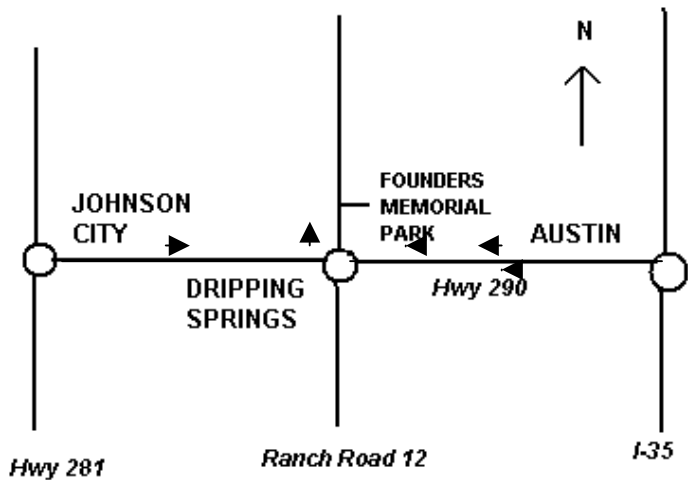 N
FOUNDERS
MEMORIAL
PARK
JOHNSON
CITY
AUSTIN
DRIPPING
SPRINGS
Hwy 290
Hwy 281
Ranch Road 12
I-35